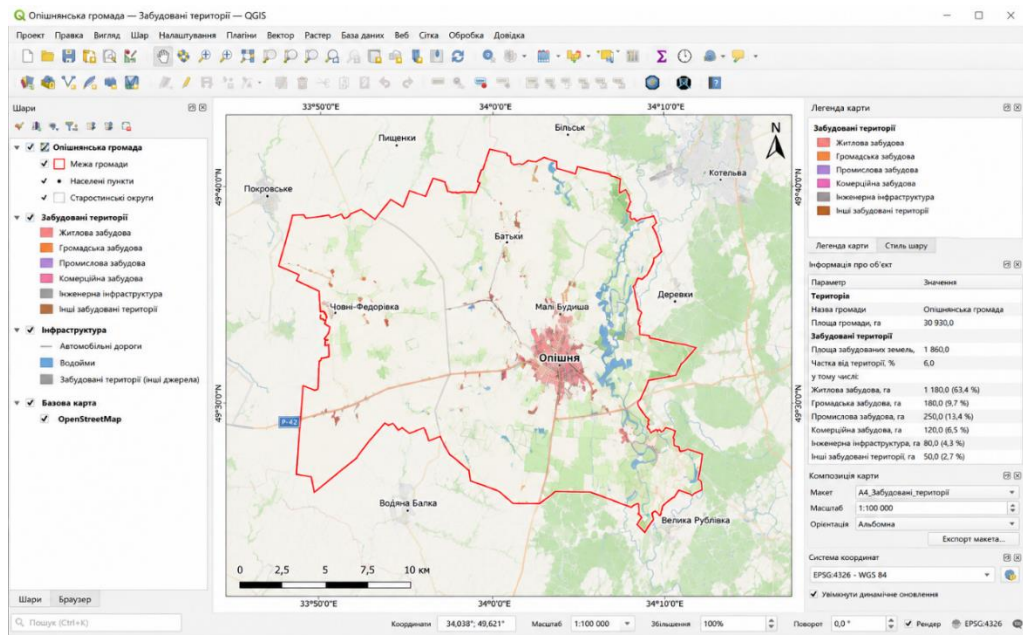 Опішнянська громада — Забудовані території — QGIS
Проект Правка Вигляд Шар Налаштування Плагіни Вектор Растер База даних Веб Сітка Обробка Довідка
Шари
Опішнянська громада
Межа громади
Населені пункти
Старостинські округи
Забудовані території
Житлова забудова
Громадська забудова
Промислова забудова
Комерційна забудова
Інженерна інфраструктура
Інші забудовані території
Інфраструктура
Автомобільні дороги
Водойми
Забудовані території (інші джерела)
Базова карта
OpenStreetMap
Шари Браузер
Пошук (Ctrl+K)
33°50'0"E 34°0'0"E 34°10'0"E
N
Більськ
Пищенки
Котельва
Покровське
Батьки
Деревки
Човні-Федорівка
Малі Будища
Опішня
Р-42
Водяна Балка
Велика Рублівка
0 2,5 5 7,5 10 км
33°50'0"E 34°0'0"E 34°10'0"E
Легенда карти
Забудовані території
Житлова забудова
Громадська забудова
Промислова забудова
Комерційна забудова
Інженерна інфраструктура
Інші забудовані території
Легенда карти Стиль шару
Інформація про об'єкт
Параметр Значення
Територія
Назва громади Опішнянська громада
Площа громади, га 30 930,0
Забудовані території
Площа забудованих земель, 1 860,0
Частка від території, % 6,0
у тому числі:
Житлова забудова, га 1 180,0 (63,4 %)
Громадська забудова, га 180,0 (9,7 %)
Промислова забудова, га 250,0 (13,4 %)
Комерційна забудова, га 120,0 (6,5 %)
Інженерна інфраструктура, га 80,0 (4,3 %)
Інші забудовані території, га 50,0 (2,7 %)
Композиція карти
Макет А4_Забудовані_території
Масштаб 1:100 000
Орієнтація Альбомна
Експорт макета...
Система координат
EPSG:4326 - WGS 84
Увімкнути динамічне оновлення
Координати 34,038°; 49,621° Масштаб 1:100 000 Збільшення 100% Поворот 0,0° Рендер EPSG:4326